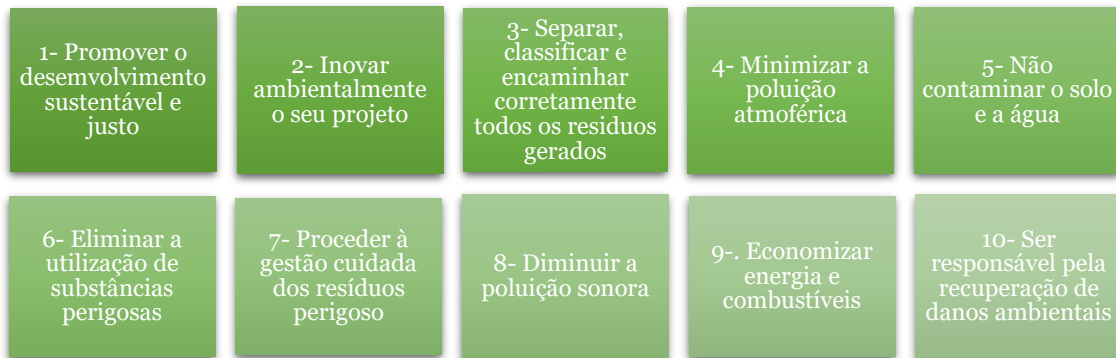 1- Promover o
desemvolvimento
sustentável e
justo
2- Inovar
ambientalmente
o seu projeto
3- Separar,
classificar e
encaminhar
corretamente
todos os residuos
gerados
4- Minimizar a
poluição
atmoférica
5- Não
contaminar o solo
e a água
6- Eliminar a
utilização de
substâncias
perigosas
7- Proceder à
gestão cuidada
dos resíduos
perigoso
8- Diminuir a
poluição sonora
9-. Economizar
energia e
combustíveis
10- Ser
responsável pela
recuperação de
danos ambientais